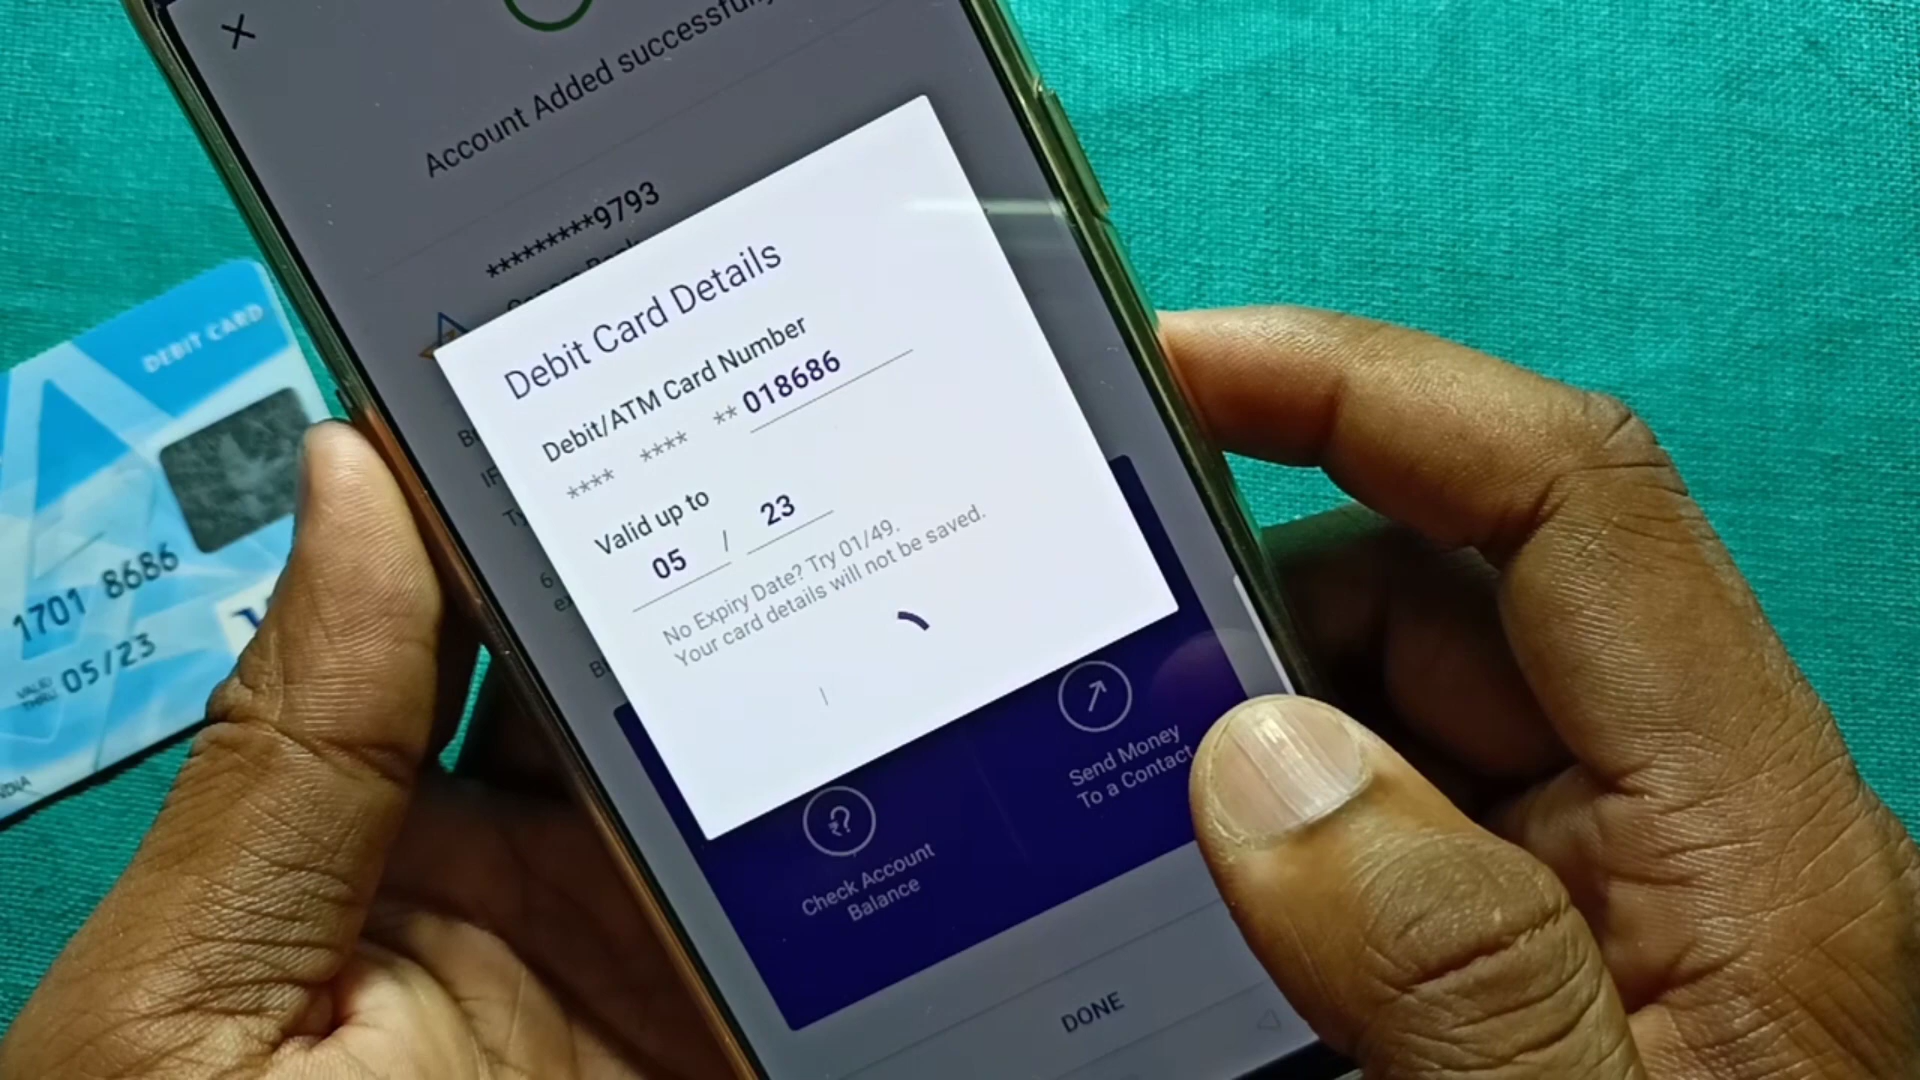 Account Added successfully
********9793
Debit Card Details
Debit/ATM Card Number
**** **** ** 018686
Valid up to
05 / 23
No Expiry Date? Try 01/49.
Your card details will not be saved.
Check Account
Balance
Send Money
To a Contact
DONE
DEBIT CARD
1701 8686
VALID
THRU 05/23